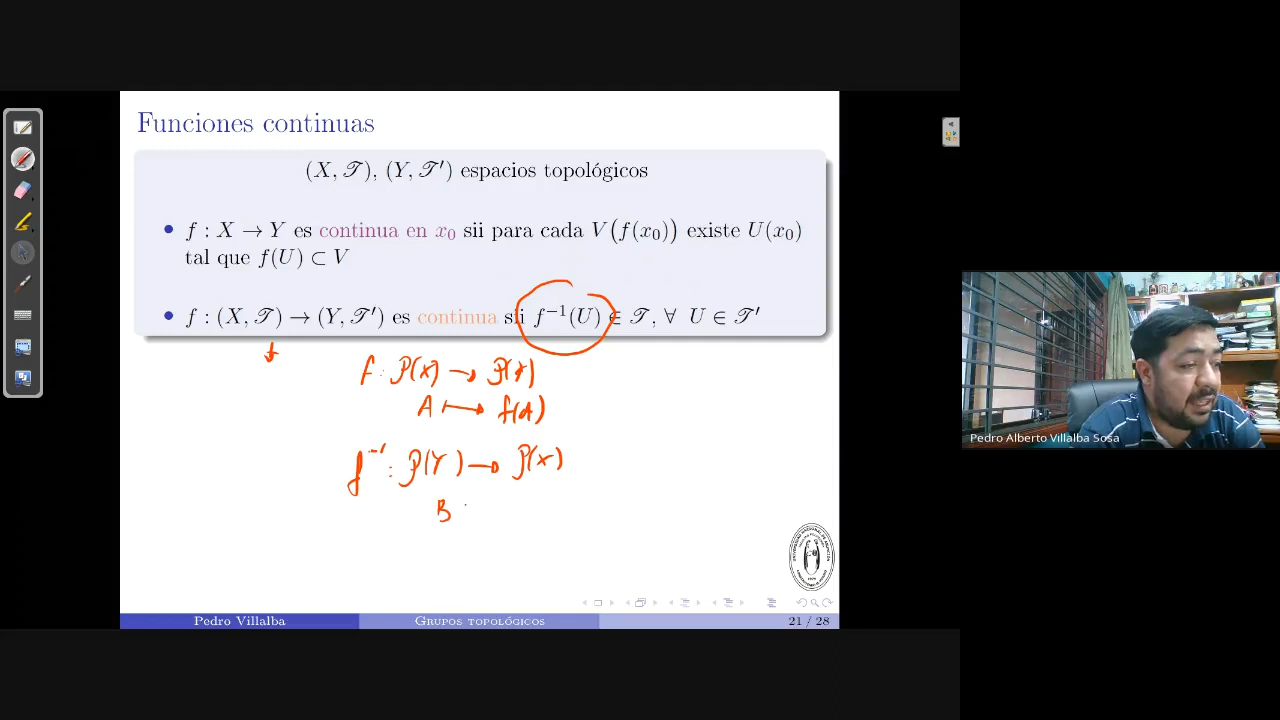 Funciones continuas
(X, 𝒯), (Y, 𝒯′) espacios topológicos
• f : X → Y es continua en x₀ sii para cada V(f(x₀)) existe U(x₀)
tal que f(U) ⊂ V
• f : (X, 𝒯) → (Y, 𝒯′) es continua sii f⁻¹(U) ∈ 𝒯, ∀ U ∈ 𝒯′
f : 𝒫(X) → 𝒫(Y)
A ↦ f(A)
f⁻¹ : 𝒫(Y) → 𝒫(X)
B
Pedro Alberto Villalba Sosa
Pedro Villalba
Grupos topológicos
21 / 28